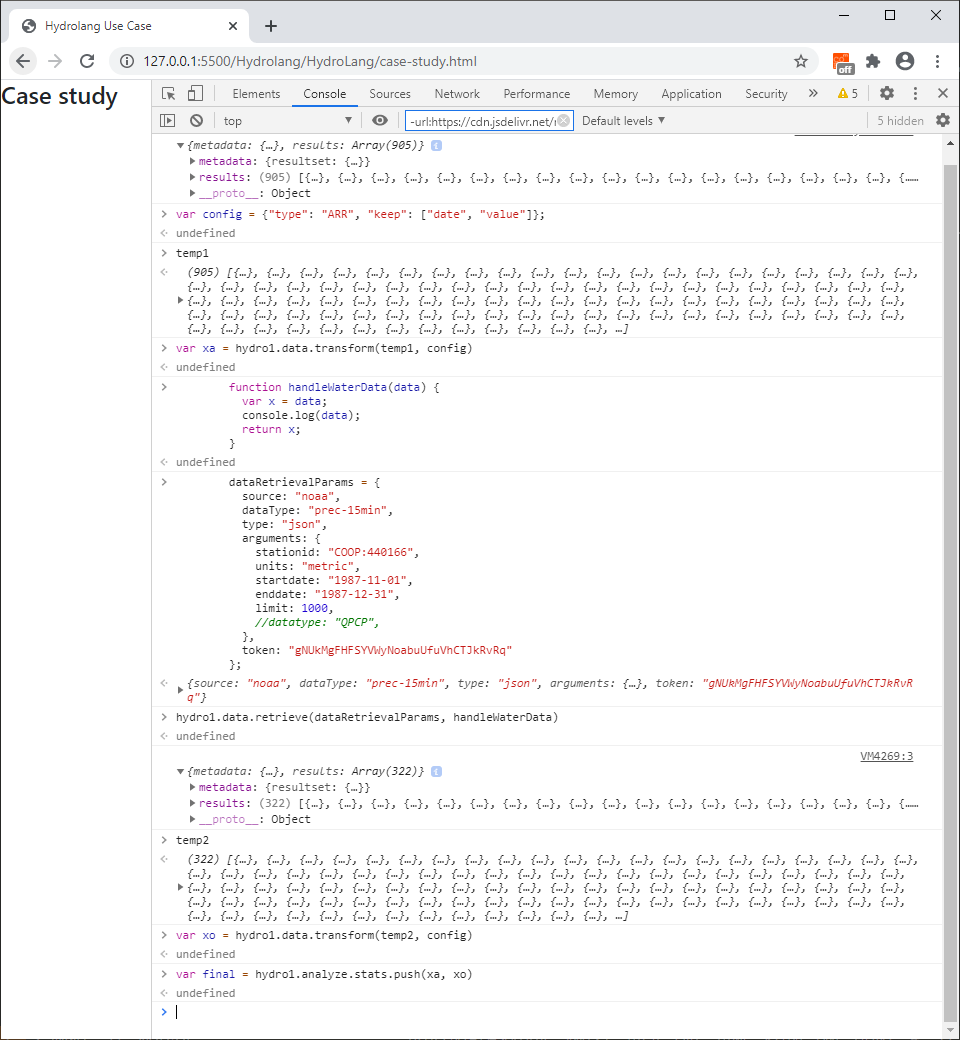 Hydrolang Use Case
127.0.0.1:5500/Hydrolang/HydroLang/case-study.html
off
Case study
Elements Console Sources Network Performance Memory Application Security » 5
top -url:https://cdn.jsdelivr.net/ Default levels 5 hidden
{metadata: {…}, results: Array(905)}
metadata: {resultset: {…}}
results: (905) [{…}, {…}, {…}, {…}, {…}, {…}, {…}, {…}, {…}, {…}, {…}, {…}, {…}, {…}, {…}, {…}, {…}, {…}, {……
__proto__: Object
var config = {"type": "ARR", "keep": ["date", "value"]};
undefined
temp1
(905) [{…}, {…}, {…}, {…}, {…}, {…}, {…}, {…}, {…}, {…}, {…}, {…}, {…}, {…}, {…}, {…}, {…}, {…}, {…}, {…}, {…},
{…}, {…}, {…}, {…}, {…}, {…}, {…}, {…}, {…}, {…}, {…}, {…}, {…}, {…}, {…}, {…}, {…}, {…}, {…}, {…}, {…}, {…},
{…}, {…}, {…}, {…}, {…}, {…}, {…}, {…}, {…}, {…}, {…}, {…}, {…}, {…}, {…}, {…}, {…}, {…}, {…}, {…}, {…}, {…},
{…}, {…}, {…}, {…}, {…}, {…}, {…}, {…}, {…}, {…}, {…}, {…}, {…}, {…}, {…}, {…}, {…}, {…}, {…}, {…}, {…}, {…},
{…}, {…}, {…}, {…}, {…}, {…}, {…}, {…}, {…}, {…}, {…}, {…}, {…}, …]
var xa = hydro1.data.transform(temp1, config)
undefined
function handleWaterData(data) {
var x = data;
console.log(data);
return x;
}
undefined
dataRetrievalParams = {
source: "noaa",
dataType: "prec-15min",
type: "json",
arguments: {
stationid: "COOP:440166",
units: "metric",
startdate: "1987-11-01",
enddate: "1987-12-31",
limit: 1000,
//datatype: "QPCP",
},
token: "gNUkMgFHFSYVWyNoabuUfuVhCTJkRvRq"
};
{source: "noaa", dataType: "prec-15min", type: "json", arguments: {…}, token: "gNUkMgFHFSYVWyNoabuUfuVhCTJkRvR
q"}
hydro1.data.retrieve(dataRetrievalParams, handleWaterData)
undefined
VM4269:3
{metadata: {…}, results: Array(322)}
metadata: {resultset: {…}}
results: (322) [{…}, {…}, {…}, {…}, {…}, {…}, {…}, {…}, {…}, {…}, {…}, {…}, {…}, {…}, {…}, {…}, {…}, {…}, {……
__proto__: Object
temp2
(322) [{…}, {…}, {…}, {…}, {…}, {…}, {…}, {…}, {…}, {…}, {…}, {…}, {…}, {…}, {…}, {…}, {…}, {…}, {…}, {…}, {…},
{…}, {…}, {…}, {…}, {…}, {…}, {…}, {…}, {…}, {…}, {…}, {…}, {…}, {…}, {…}, {…}, {…}, {…}, {…}, {…}, {…}, {…},
{…}, {…}, {…}, {…}, {…}, {…}, {…}, {…}, {…}, {…}, {…}, {…}, {…}, {…}, {…}, {…}, {…}, {…}, {…}, {…}, {…}, {…},
{…}, {…}, {…}, {…}, {…}, {…}, {…}, {…}, {…}, {…}, {…}, {…}, {…}, {…}, {…}, {…}, {…}, {…}, {…}, {…}, {…}, {…},
{…}, {…}, {…}, {…}, {…}, {…}, {…}, {…}, {…}, {…}, {…}, {…}, {…}, …]
var xo = hydro1.data.transform(temp2, config)
undefined
var final = hydro1.analyze.stats.push(xa, xo)
undefined